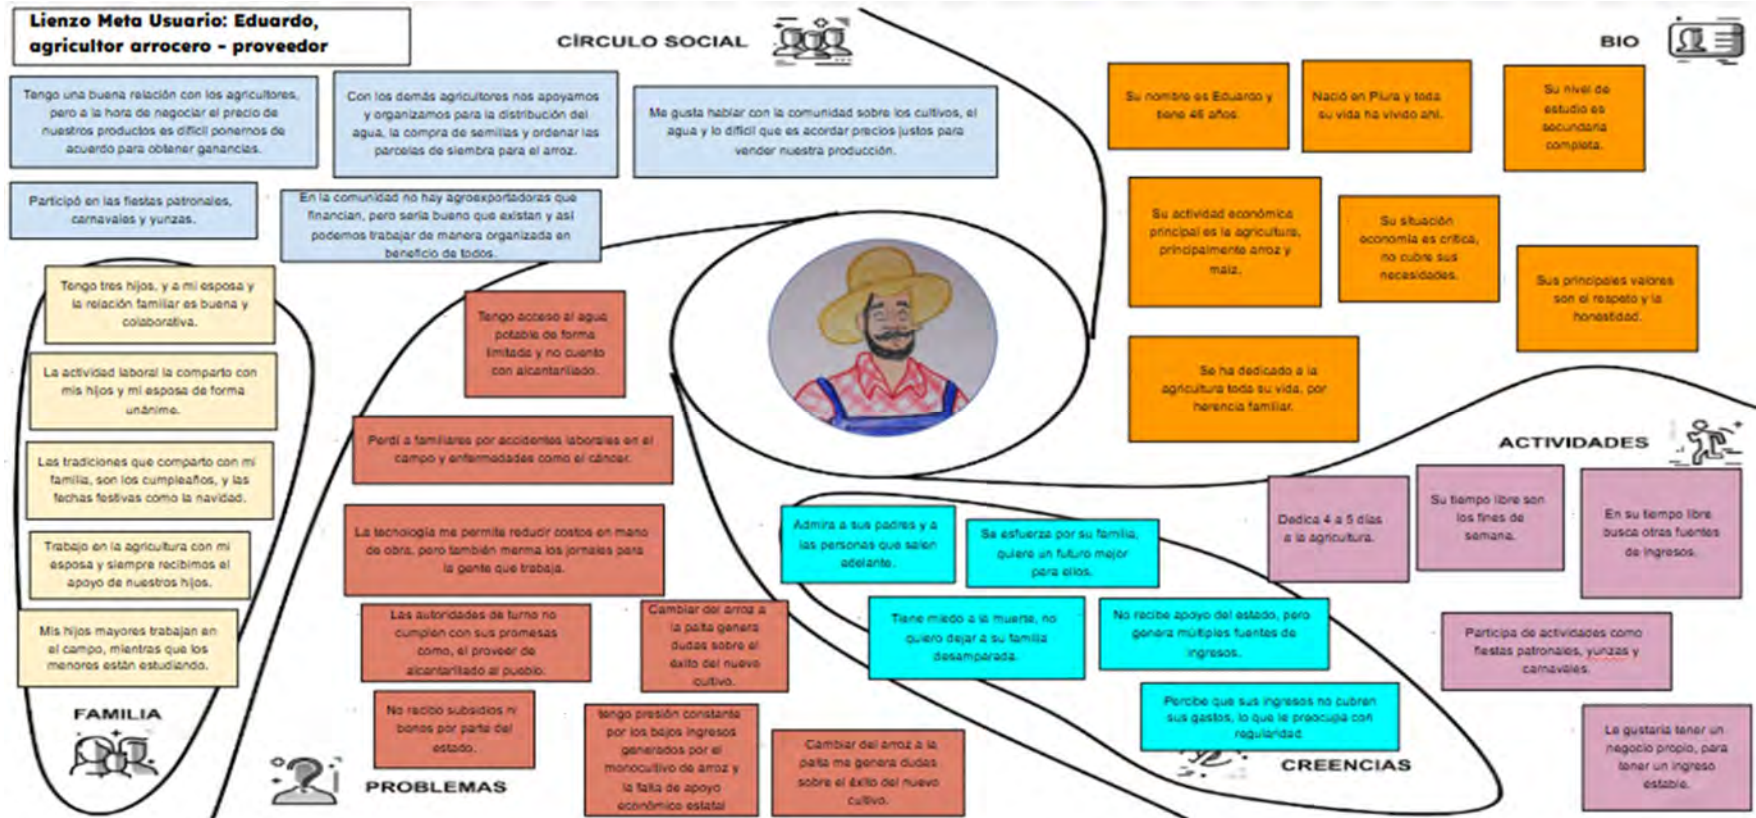 Lienzo Meta Usuario: Eduardo,
agricultor arrocero - proveedor
CÍRCULO SOCIAL
Tengo una buena relación con los agricultores,
pero a la hora de negociar el precio de
nuestros productos es difícil ponernos de
acuerdo para obtener ganancias.
Con los demás agricultores nos apoyamos
y organizamos para la distribución del
agua, la compra de semillas y ordenar las
parcelas de siembra para el arroz.
Me gusta hablar con la comunidad sobre los cultivos, el
agua y lo difícil que es acordar precios justos para
vender nuestra producción.
Participó en las fiestas patronales,
carnavales y yunzas.
En la comunidad no hay agroexportadoras que
financian, pero sería bueno que existan y así
podemos trabajar de manera organizada en
beneficio de todos.
BIO
Su nombre es Eduardo y
tiene 46 años.
Nació en Piura y toda
su vida ha vivido ahí.
Su nivel de
estudio es
secundaria
completa.
Su actividad económica
principal es la agricultura,
principalmente arroz y
maíz.
Su situación
economía es crítica,
no cubre sus
necesidades.
Sus principales valores
son el respeto y la
honestidad.
Se ha dedicado a la
agricultura toda su vida, por
herencia familiar.
Tengo tres hijos, y a mi esposa y
la relación familiar es buena y
colaborativa.
La actividad laboral la comparto con
mis hijos y mi esposa de forma
unánime.
Las tradiciones que comparto con mi
familia, son los cumpleaños, y las
fechas festivas como la navidad.
Trabajo en la agricultura con mi
esposa y siempre recibimos el
apoyo de nuestros hijos.
Mis hijos mayores trabajan en
el campo, mientras que los
menores están estudiando.
FAMILIA
Tengo acceso al agua
potable de forma
limitada y no cuento
con alcantarillado.
Perdí a familiares por accidentes laborales en el
campo y enfermedades como el cáncer.
La tecnología me permite reducir costos en mano
de obra, pero también merma los jornales para
la gente que trabaja.
Las autoridades de turno no
cumplen con sus promesas
como, el proveer de
alcantarillado al pueblo.
Cambiar del arroz a
la palta genera
dudas sobre el
éxito del nuevo
cultivo.
No recibo subsidios ni
bonos por parte del
estado.
tengo presión constante
por los bajos ingresos
generados por el
monocultivo de arroz y
la falta de apoyo
económico estatal
Cambiar del arroz a la
palta me genera dudas
sobre el éxito del nuevo
cultivo.
PROBLEMAS
Admira a sus padres y a
las personas que salen
adelante.
Se esfuerza por su familia,
quiere un futuro mejor
para ellos.
Tiene miedo a la muerte, no
quiero dejar a su familia
desamparada.
No recibe apoyo del estado, pero
genera múltiples fuentes de
ingresos.
Percibe que sus ingresos no cubren
sus gastos, lo que le preocupa con
regularidad.
CREENCIAS
ACTIVIDADES
Dedica 4 a 5 días
a la agricultura.
Su tiempo libre son
los fines de
semana.
En su tiempo libre
busca otras fuentes
de ingresos.
Participa de actividades como
fiestas patronales, yunzas y
carnavales.
Le gustaría tener un
negocio propio, para
tener un ingreso
estable.